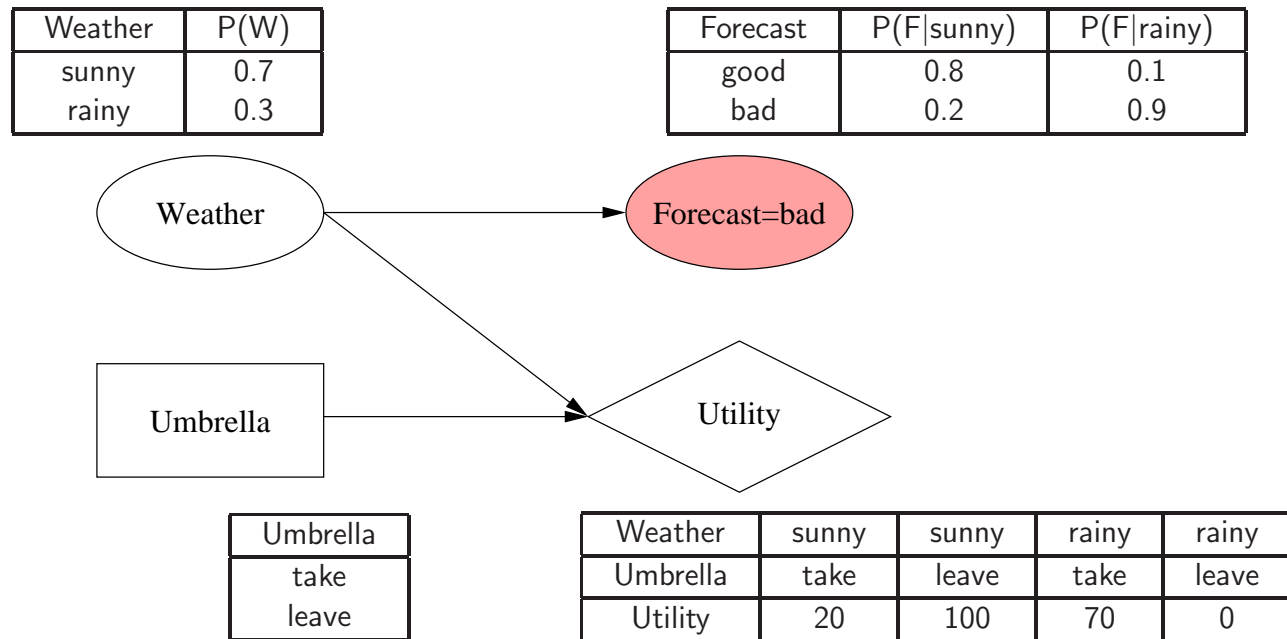 Weather P(W)
sunny 0.7
rainy 0.3
Forecast P(F|sunny) P(F|rainy)
good 0.8 0.1
bad 0.2 0.9
Weather
Forecast=bad
Umbrella
Utility
Umbrella
take
leave
Weather sunny sunny rainy rainy
Umbrella take leave take leave
Utility 20 100 70 0